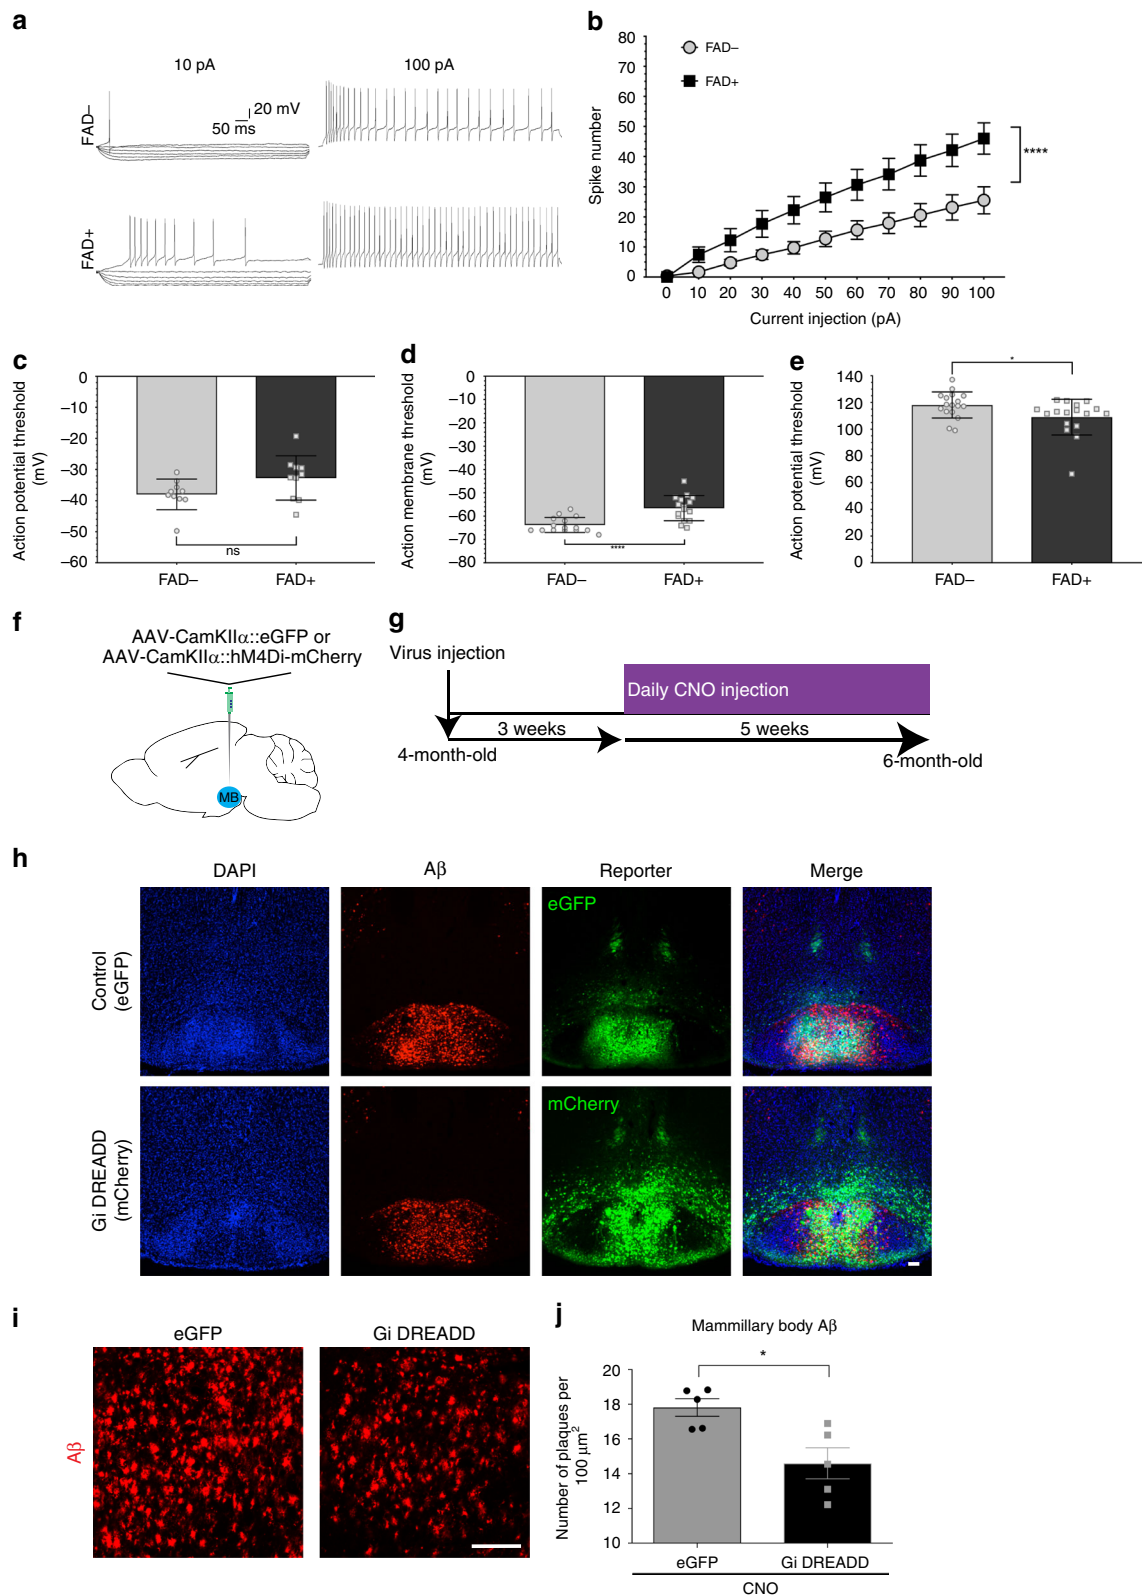 a
10 pA
100 pA
FAD–
20 mV
50 ms
FAD+
b
80
70
60
50
40
30
20
10
0
Spike number
FAD–
FAD+
****
0 10 20 30 40 50 60 70 80 90 100
Current injection (pA)
c
Action potential threshold
(mV)
0
–10
–20
–30
–40
–50
–60
ns
FAD– FAD+
d
Action membrane threshold
(mV)
0
–10
–20
–30
–40
–50
–60
–70
–80
****
FAD– FAD+
e
Action potential threshold
(mV)
140
120
100
80
60
40
20
0
*
FAD– FAD+
f
AAV-CamKIIα::eGFP or
AAV-CamKIIα::hM4Di-mCherry
MB
g
Virus injection
Daily CNO injection
3 weeks
5 weeks
4-month-old
6-month-old
h
DAPI Aβ Reporter Merge
Control
(eGFP)
eGFP
Gi DREADD
(mCherry)
mCherry
i
eGFP Gi DREADD
Aβ
j
Mammillary body Aβ
*
Number of plaques per
100 μm²
20
18
16
14
12
10
eGFP Gi DREADD
CNO